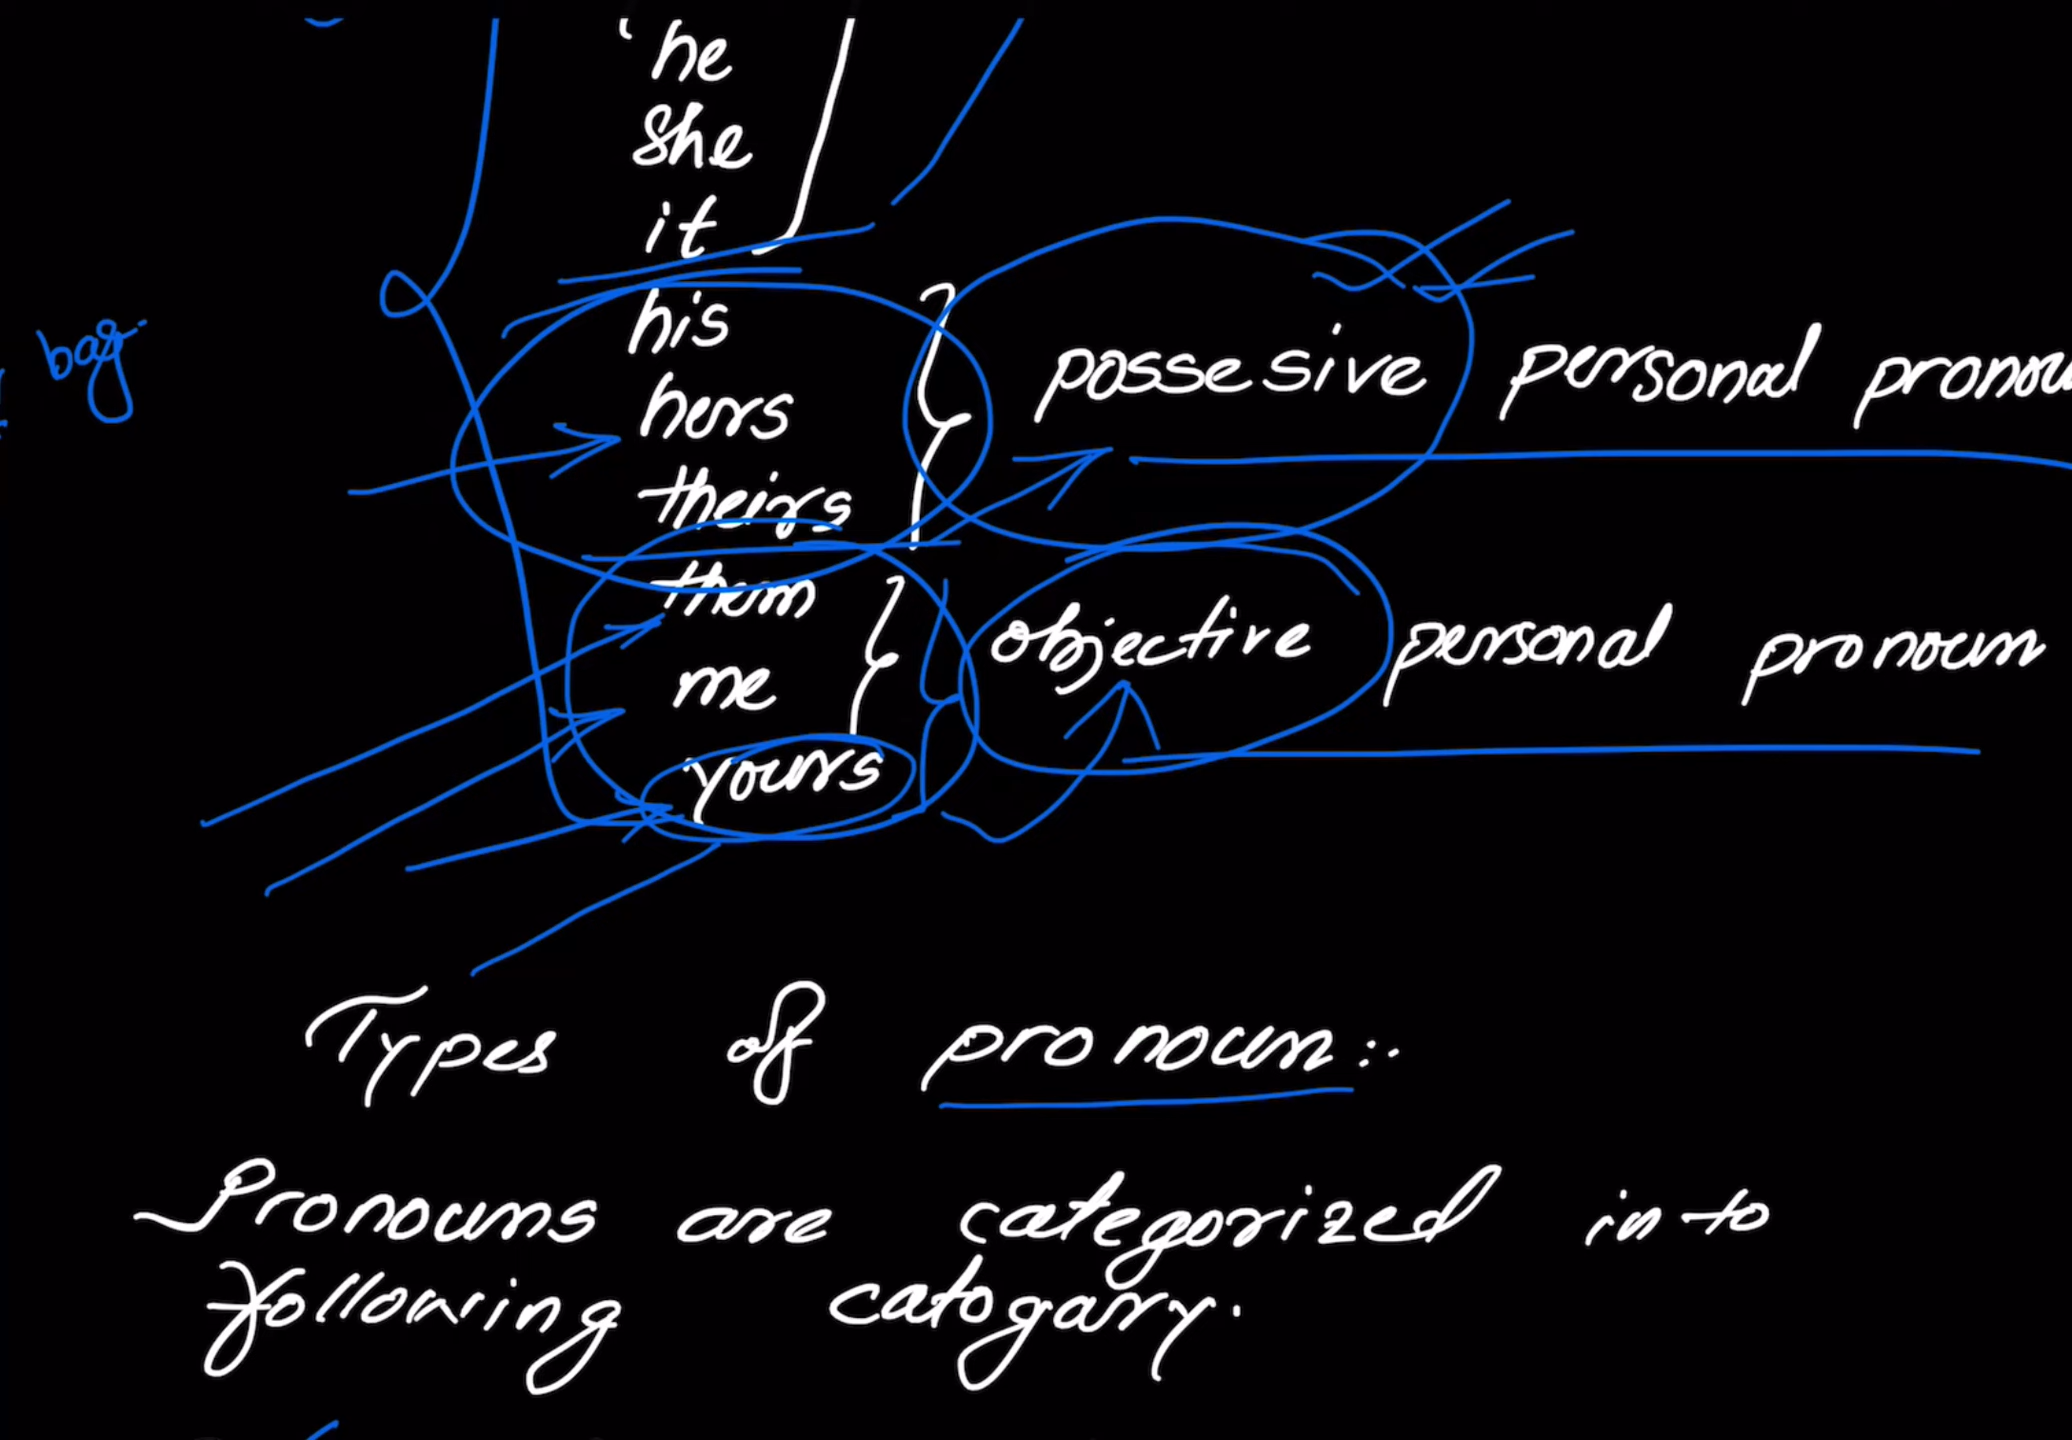 he
she
it
his
bag
hers
possesive personal
theirs
them
objective personal pronoun
me
yours
Types of pronoun:-
Pronouns are categorized into
following catogary.